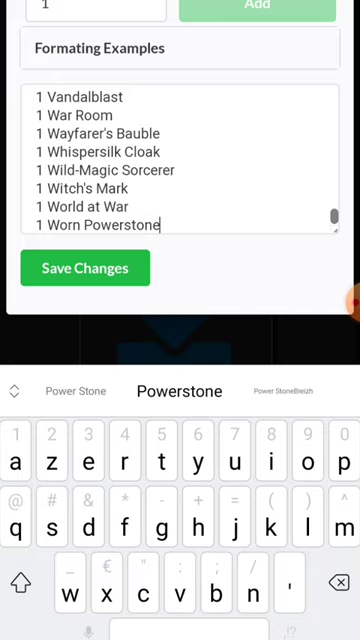 1
Add
Formating Examples
1 Vandalblast
1 War Room
1 Wayfarer's Bauble
1 Whispersilk Cloak
1 Wild-Magic Sorcerer
1 Witch's Mark
1 World at War
1 Worn Powerstone
Save Changes
Power Stone Powerstone Power StoneBreizh
1 2 3 4 5 6 7 8 9 0
a z e r t y u i o p
@ # & * - + = ( ) ^
q s d f g h j k l m
_ € " : ; /
w x c v b n '
!?